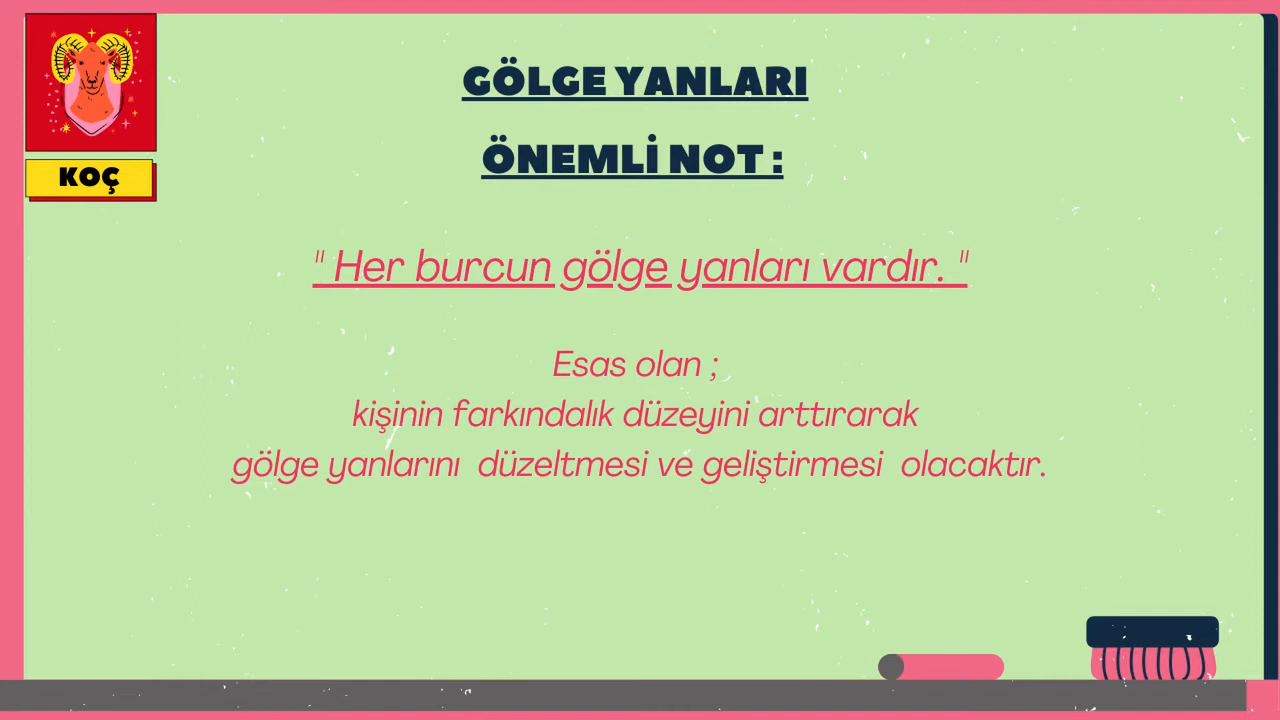 KOÇ
GÖLGE YANLARI
ÖNEMLİ NOT :
" Her burcun gölge yanları vardır. "
Esas olan ;
kişinin farkındalık düzeyini arttırarak
gölge yanlarını düzeltmesi ve geliştirmesi olacaktır.